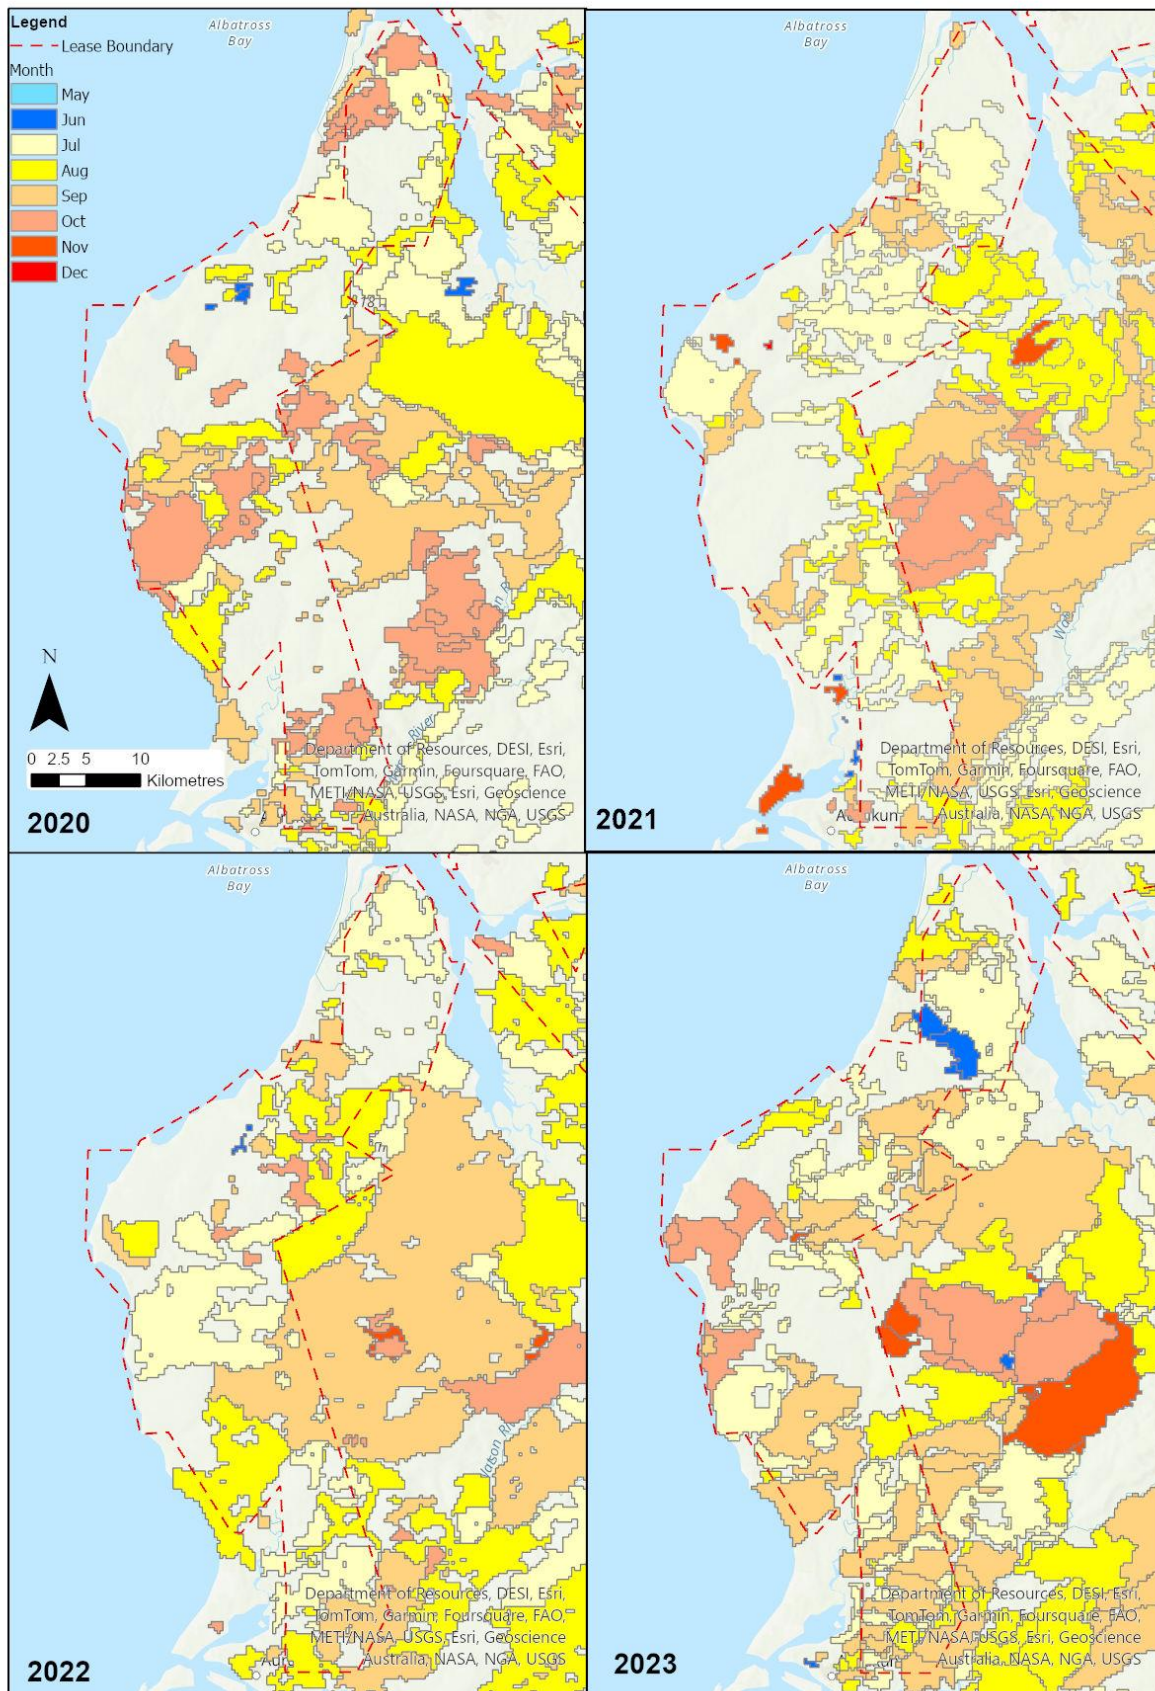 Legend
Lease Boundary
Month
May
Jun
Jul
Aug
Sep
Oct
Nov
Dec
Albatross
Bay
N
0 2.5 5 10
Kilometres
River
Department of Resources, DESI, Esri,
TomTom, Garmin, Foursquare, FAO,
METI/NASA, USGS, Esri, Geoscience
Australia, NASA, NGA, USGS
2020
Albatross
Bay
Department of Resources, DESI, Esri,
TomTom, Garmin, Foursquare, FAO,
METI/NASA, USGS, Esri, Geoscience
Australia, NASA, NGA, USGS
2021
Albatross
Bay
Watson R.
Department of Resources, DESI, Esri,
TomTom, Garmin, Foursquare, FAO,
METI/NASA, USGS, Esri, Geoscience
Australia, NASA, NGA, USGS
2022
Albatross
Bay
Department of Resources, DESI, Esri,
TomTom, Garmin, Foursquare, FAO,
METI/NASA, USGS, Esri, Geoscience
Australia, NASA, NGA, USGS
2023